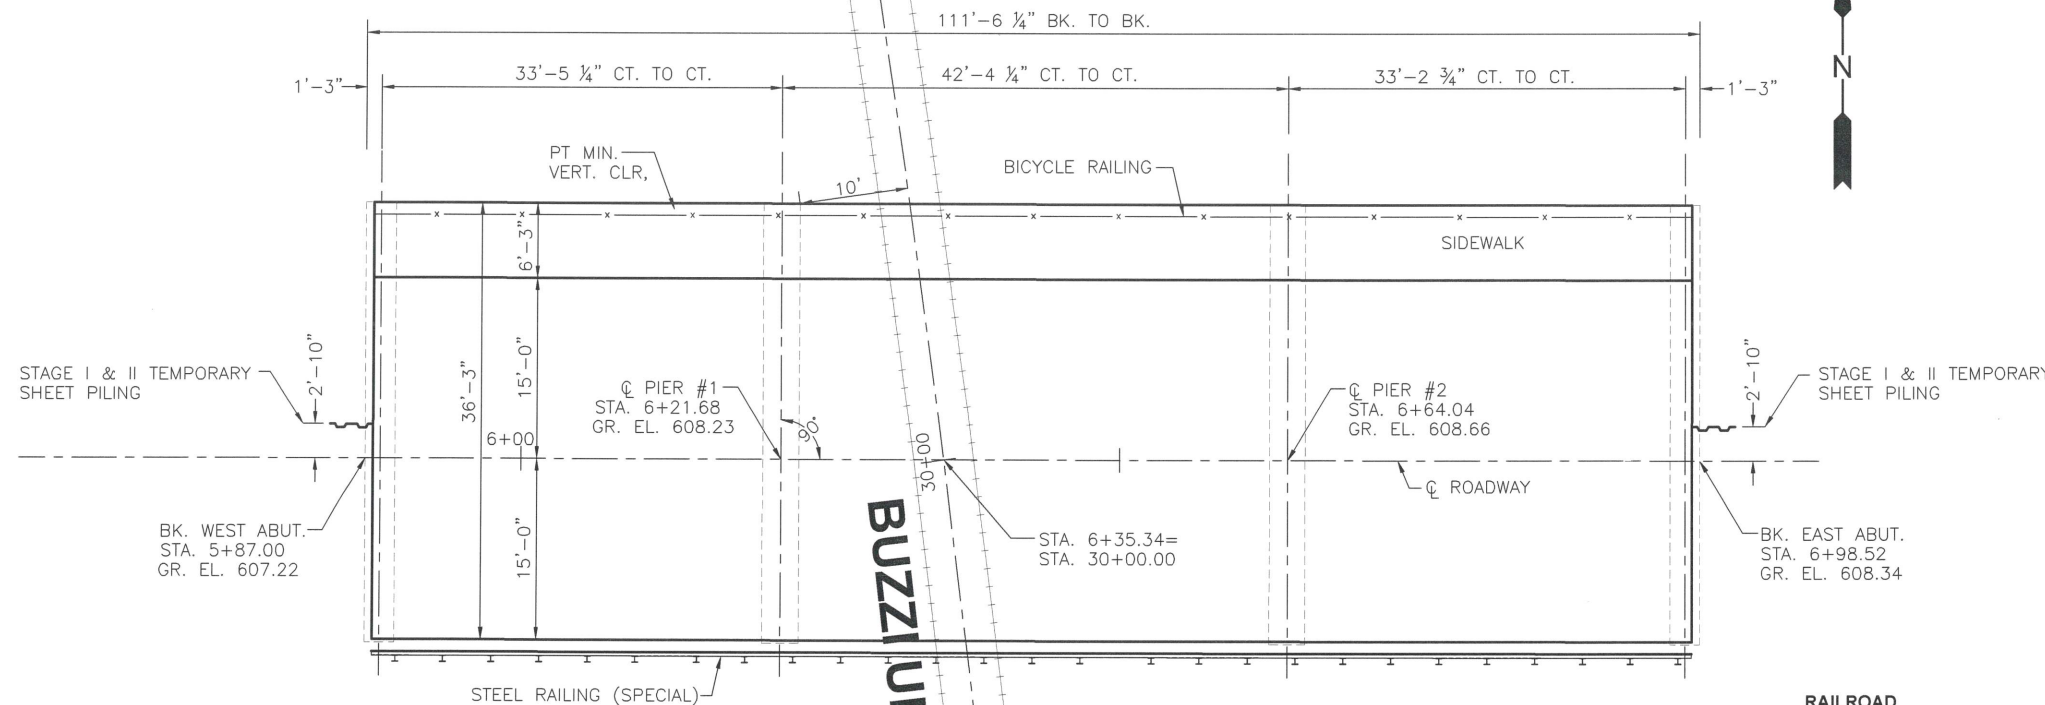 111'-6 ¼" BK. TO BK.
33'-5 ¼" CT. TO CT.
42'-4 ¼" CT. TO CT.
33'-2 ¾" CT. TO CT.
1'-3"
1'-3"
N
PT MIN.
VERT. CLR,
10'
BICYCLE RAILING
SIDEWALK
6'-3"
15'-0"
36'-3"
15'-0"
STAGE I & II TEMPORARY
SHEET PILING
2'-10"
6+00
℄ PIER #1
STA. 6+21.68
GR. EL. 608.23
90°
30+00
℄ PIER #2
STA. 6+64.04
GR. EL. 608.66
2'-10"
STAGE I & II TEMPORARY
SHEET PILING
℄ ROADWAY
BK. WEST ABUT.
STA. 5+87.00
GR. EL. 607.22
STA. 6+35.34=
STA. 30+00.00
BK. EAST ABUT.
STA. 6+98.52
GR. EL. 608.34
BUZZI U
STEEL RAILING (SPECIAL)
RAILROAD